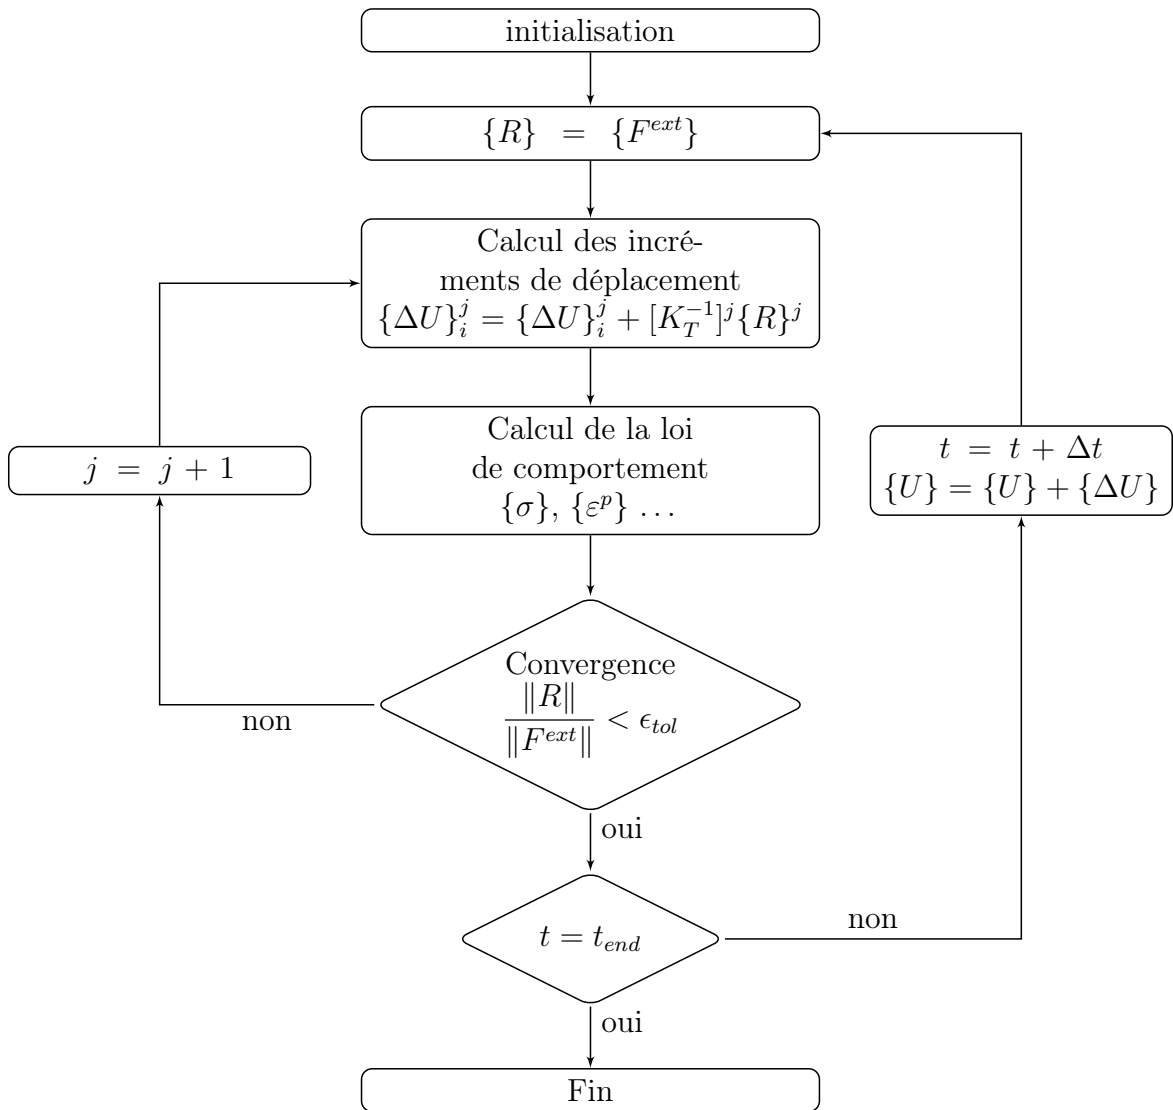 initialisation
{R} = {F^{ext}}
Calcul des incré-
ments de déplacement
{ΔU}_i^j = {ΔU}_i^j + [K_T^{-1}]^j{R}^j
Calcul de la loi
de comportement
{σ}, {ε^p} …
j = j + 1
t = t + Δt
{U} = {U} + {ΔU}
Convergence
‖R‖
‖F^{ext}‖ < ϵ_{tol}
non
oui
t = t_{end}
non
oui
Fin